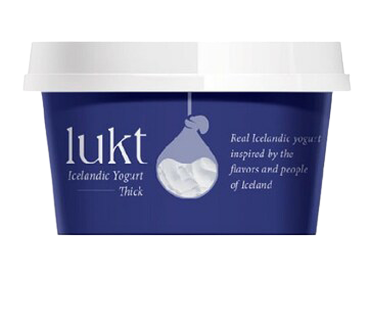 lukt
Icelandic Yogurt
Thick
Real Icelandic yogurt
inspired by the
flavors and people
of Iceland